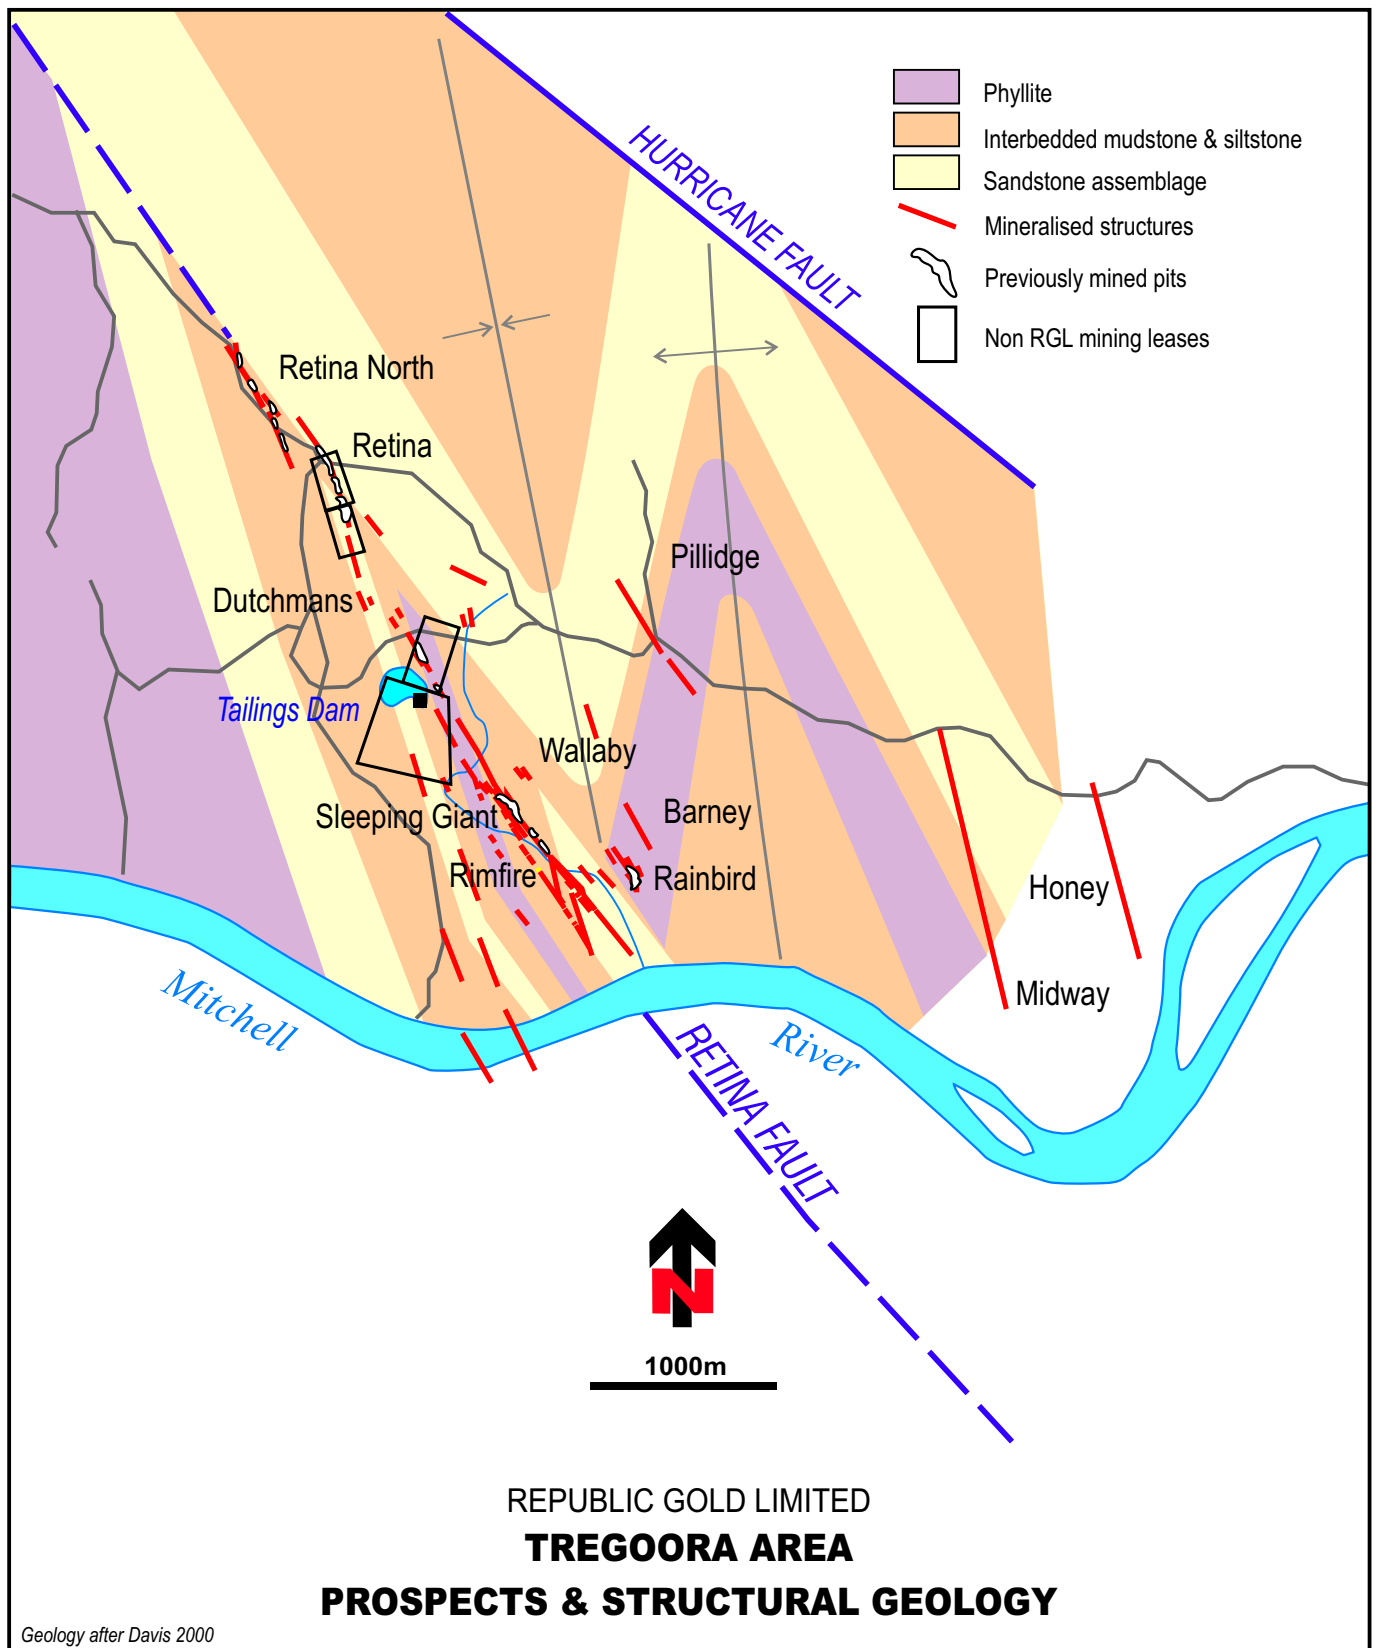 Phyllite
Interbedded mudstone & siltstone
Sandstone assemblage
Mineralised structures
Previously mined pits
Non RGL mining leases
HURRICANE FAULT
Retina North
Retina
Pillidge
Dutchmans
Tailings Dam
Wallaby
Sleeping Giant
Barney
Rimfire
Rainbird
Honey
Midway
Mitchell
River
RETINA FAULT
N
1000m
REPUBLIC GOLD LIMITED
TREGOORA AREA
PROSPECTS & STRUCTURAL GEOLOGY
Geology after Davis 2000